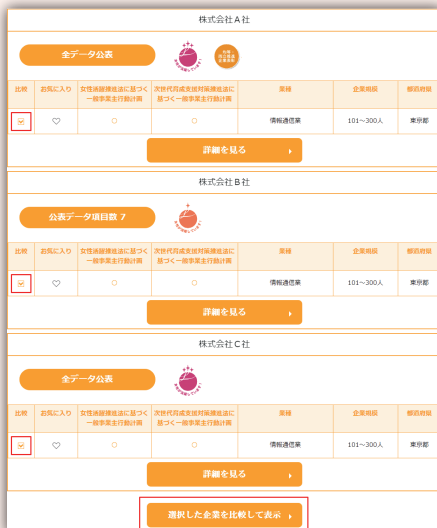 株式会社A社
全データ公表
比較 お気に入り 女性活躍推進法に基づく 次世代育成支援対策推進法に 業種 企業規模 都道府県
一般事業主行動計画 基づく一般事業主行動計画
☑ ♡ ○ ○ 情報通信業 101～300人 東京都
詳細を見る
株式会社B社
公表データ項目数 7
比較 お気に入り 女性活躍推進法に基づく 次世代育成支援対策推進法に 業種 企業規模 都道府県
一般事業主行動計画 基づく一般事業主行動計画
☑ ♡ ○ ○ 情報通信業 101～300人 東京都
詳細を見る
株式会社C社
全データ公表
比較 お気に入り 女性活躍推進法に基づく 次世代育成支援対策推進法に 業種 企業規模 都道府県
一般事業主行動計画 基づく一般事業主行動計画
☑ ♡ ○ ○ 情報通信業 101～300人 東京都
詳細を見る
選択した企業を比較して表示